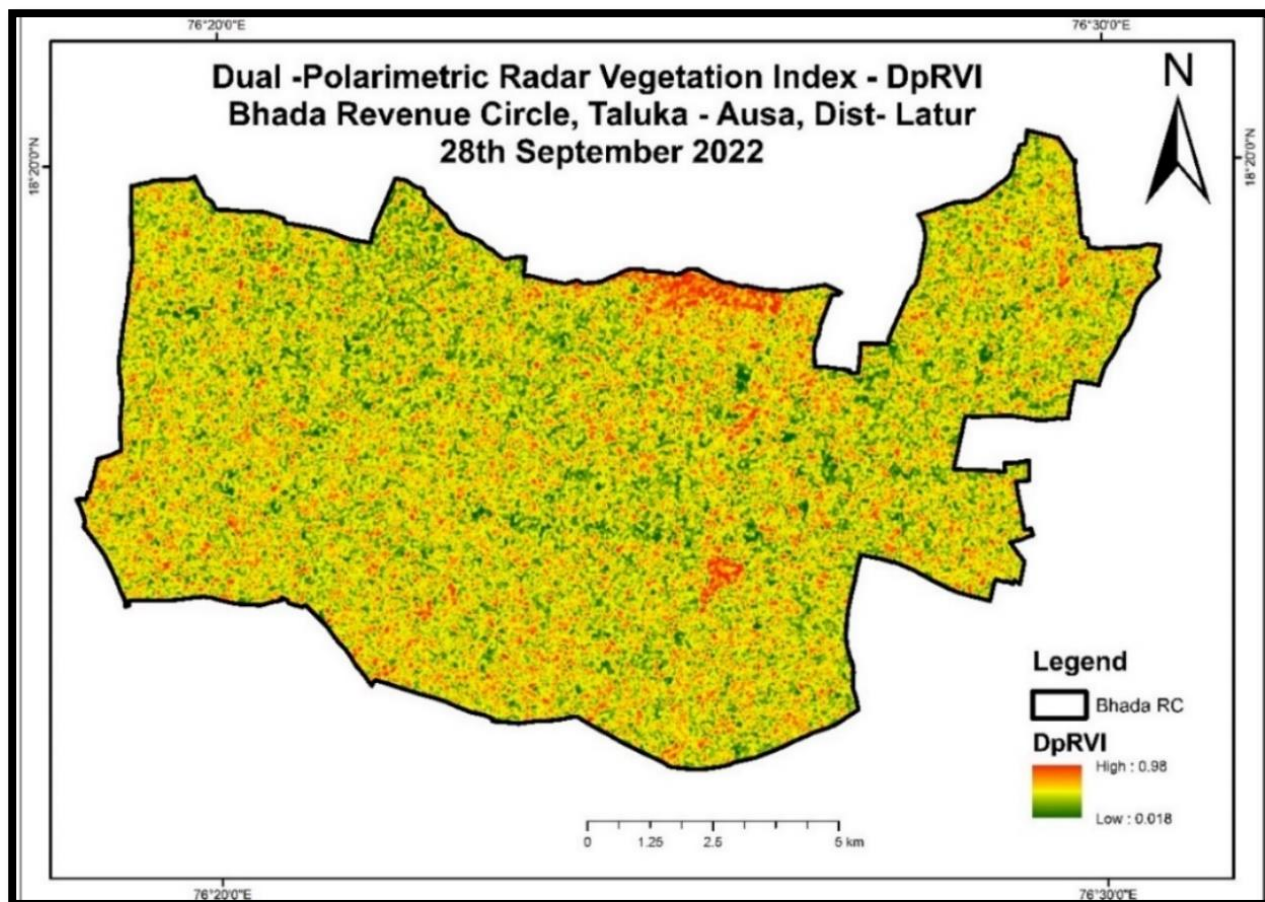 76°20'0"E
76°30'0"E
Dual -Polarimetric Radar Vegetation Index - DpRVI
Bhada Revenue Circle, Taluka - Ausa, Dist- Latur
28th September 2022
N
18°20'0"N
18°20'0"N
Legend
Bhada RC
DpRVI
High : 0.98
Low : 0.018
0 1.25 2.5 5 km
76°20'0"E
76°30'0"E